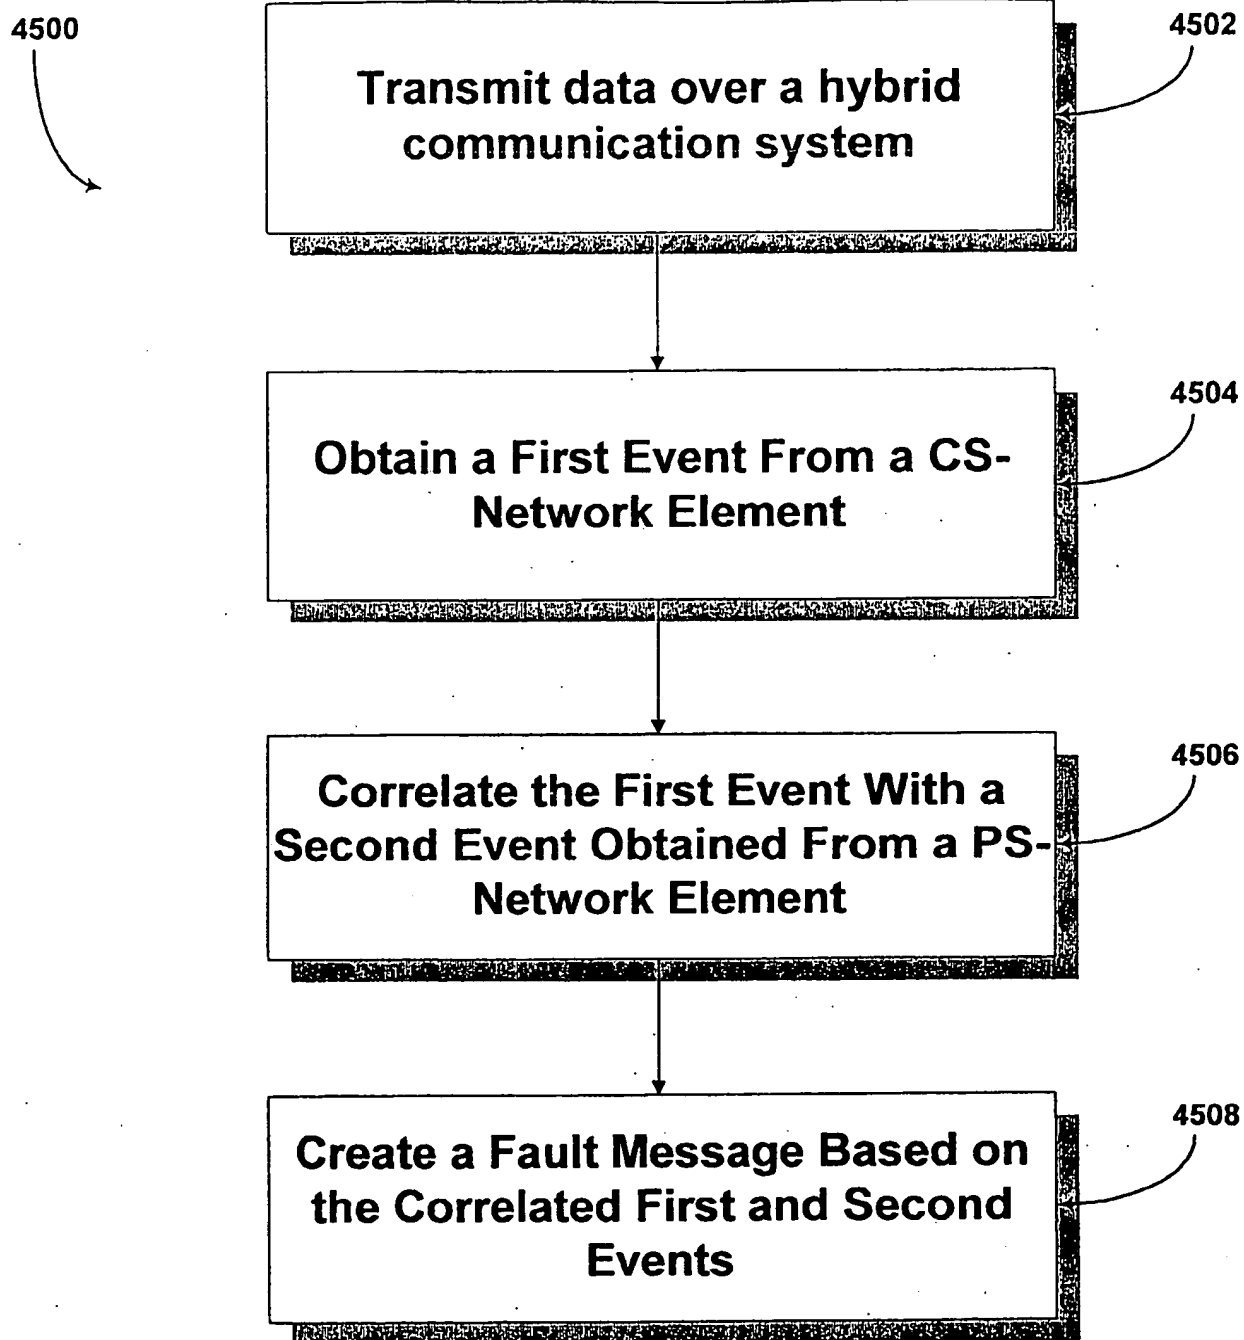 4500
4502
Transmit data over a hybrid
communication system
4504
Obtain a First Event From a CS-
Network Element
4506
Correlate the First Event With a
Second Event Obtained From a PS-
Network Element
4508
Create a Fault Message Based on
the Correlated First and Second
Events